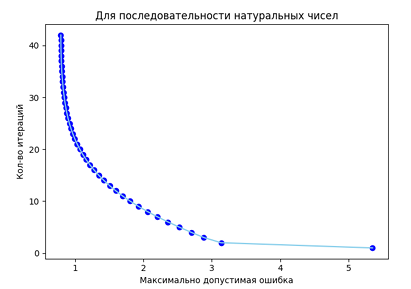 Для последовательности натуральных чисел
40
30
20
10
0
Кол-во итераций
1 2 3 4 5
Максимально допустимая ошибка